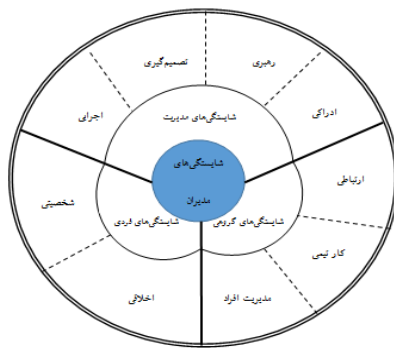 تصمیم‌گیری
رهبری
اجرایی
ادراکی
شایستگی‌های مدیریت
شایستگی‌های
مدیران
شخصیتی
ارتباطی
شایستگی‌های فردی
شایستگی‌های گروهی
کار تیمی
اخلاقی
مدیریت افراد